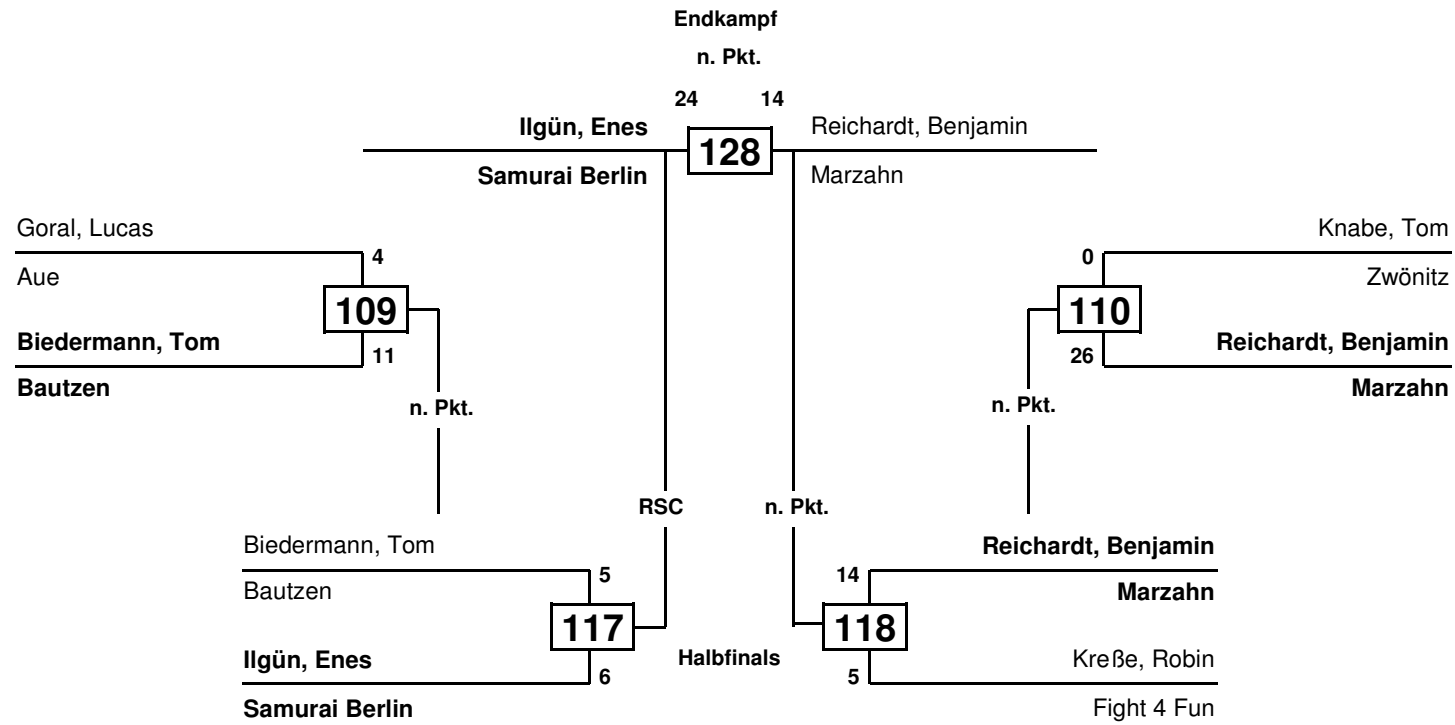 Endkampf
n. Pkt.
24 14
Ilgün, Enes 128 Reichardt, Benjamin
Samurai Berlin Marzahn
Goral, Lucas Knabe, Tom
4 0
Aue Zwönitz
109 110
Biedermann, Tom Reichardt, Benjamin
11 26
Bautzen Marzahn
n. Pkt. n. Pkt.
RSC n. Pkt.
Biedermann, Tom Reichardt, Benjamin
5 14
Bautzen Marzahn
117 118
Ilgün, Enes Halbfinals Kreße, Robin
6 5
Samurai Berlin Fight 4 Fun